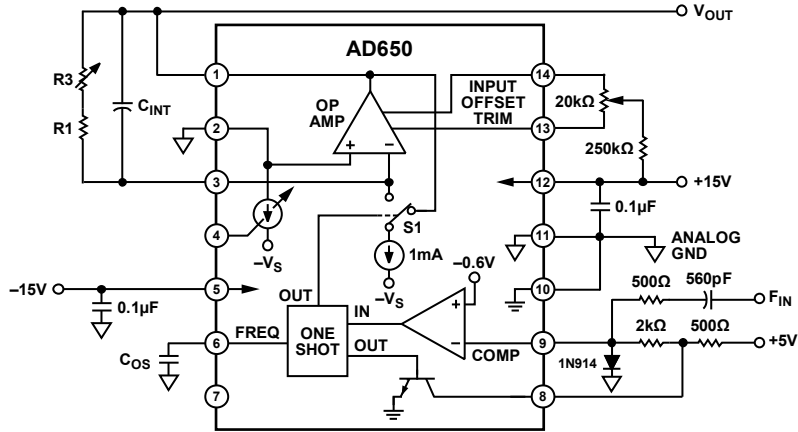 VOUT
AD650
1
14
R3
CINT
OP
AMP
INPUT
OFFSET
TRIM
20kΩ
R1
2
+
–
13
250kΩ
3
12
+15V
0.1µF
4
S1
–VS
1mA
11
ANALOG
GND
–0.6V
500Ω
560pF
FIN
–15V
5
–VS
10
0.1µF
OUT
IN
+
2kΩ
500Ω
+5V
6
FREQ
ONE
SHOT
–
COMP
9
COS
OUT
1N914
7
8